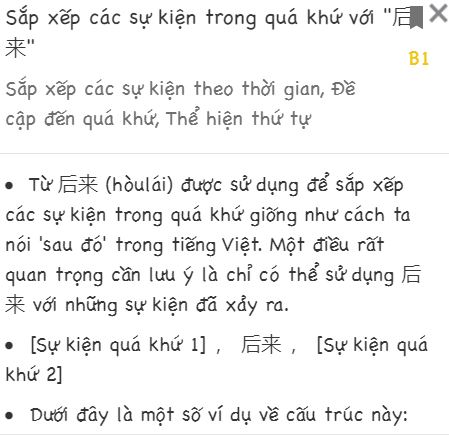 Sắp xếp các sự kiện trong quá khứ với "后
来"
B1
Sắp xếp các sự kiện theo thời gian, Đề
cập đến quá khứ, Thể hiện thứ tự
• Từ 后来 (hòulái) được sử dụng để sắp xếp
các sự kiện trong quá khứ giống như cách ta
nói 'sau đó' trong tiếng Việt. Một điều rất
quan trọng cần lưu ý là chỉ có thể sử dụng 后
来 với những sự kiện đã xảy ra.
• [Sự kiện quá khứ 1] ， 后来 ， [Sự kiện quá
khứ 2]
• Dưới đây là một số ví dụ về cấu trúc này: